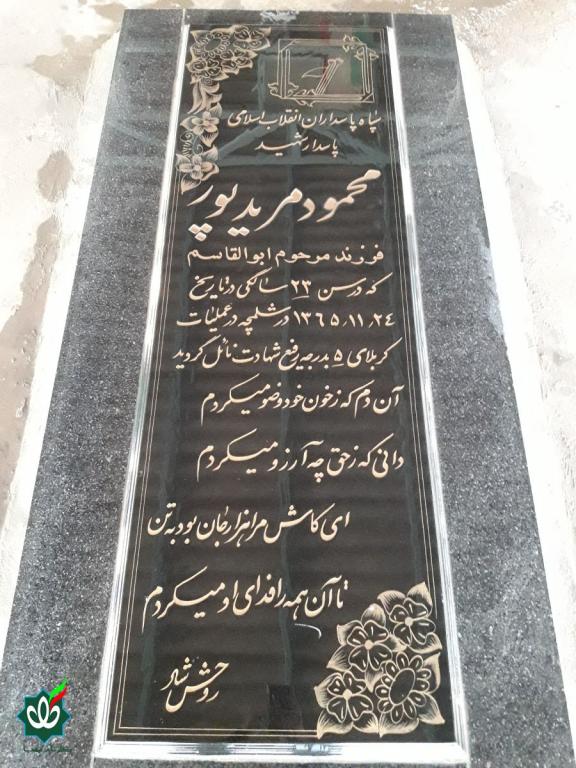 سپاه پاسداران انقلاب اسلامی
پاسدار شهید
محمود مریدپور
فرزند مرحوم ابوالقاسم
که در سن ۲۳ سالگی در تاریخ
۱۳۶۵/۱۱/۲۴ در شلمچه در عملیات
کربلای ۵ بدرجه رفیع شهادت نائل گردید
آن دم که ز خون خود وضو میکردم
دانی که ز حق چه آرزو میکردم
ای کاش مرا هزار جان بود به تن
تا آن همه را فدای او میکردم
روحش شاد